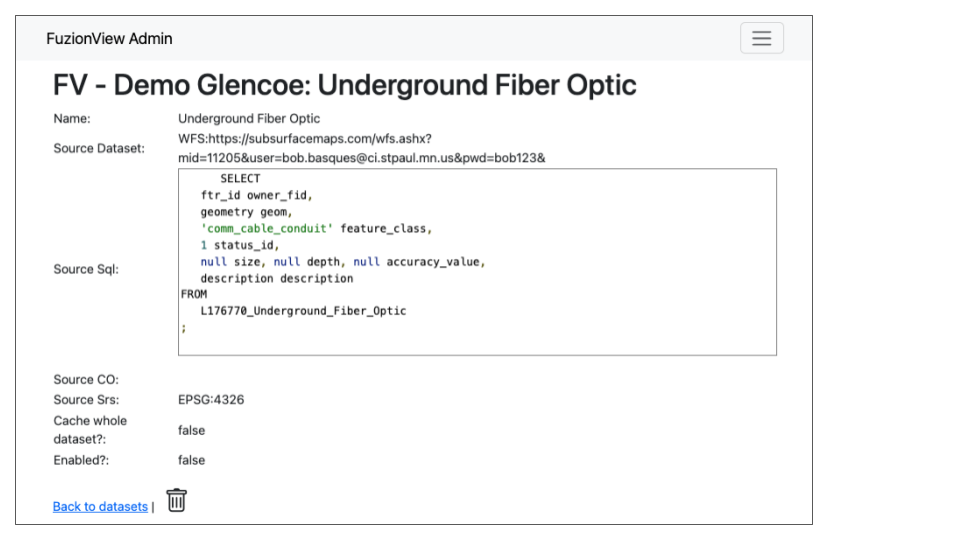 FuzionView Admin
FV - Demo Glencoe: Underground Fiber Optic
Name: Underground Fiber Optic
Source Dataset: WFS:https://subsurfacemaps.com/wfs.ashx?
mid=11205&user=bob.basques@ci.stpaul.mn.us&pwd=bob123&
Source Sql:
SELECT
ftr_id owner_fid,
geometry geom,
'comm_cable_conduit' feature_class,
1 status_id,
null size, null depth, null accuracy_value,
description description
FROM
L176770_Underground_Fiber_Optic
;
Source CO:
Source Srs: EPSG:4326
Cache whole
dataset?: false
Enabled?: false
Back to datasets |